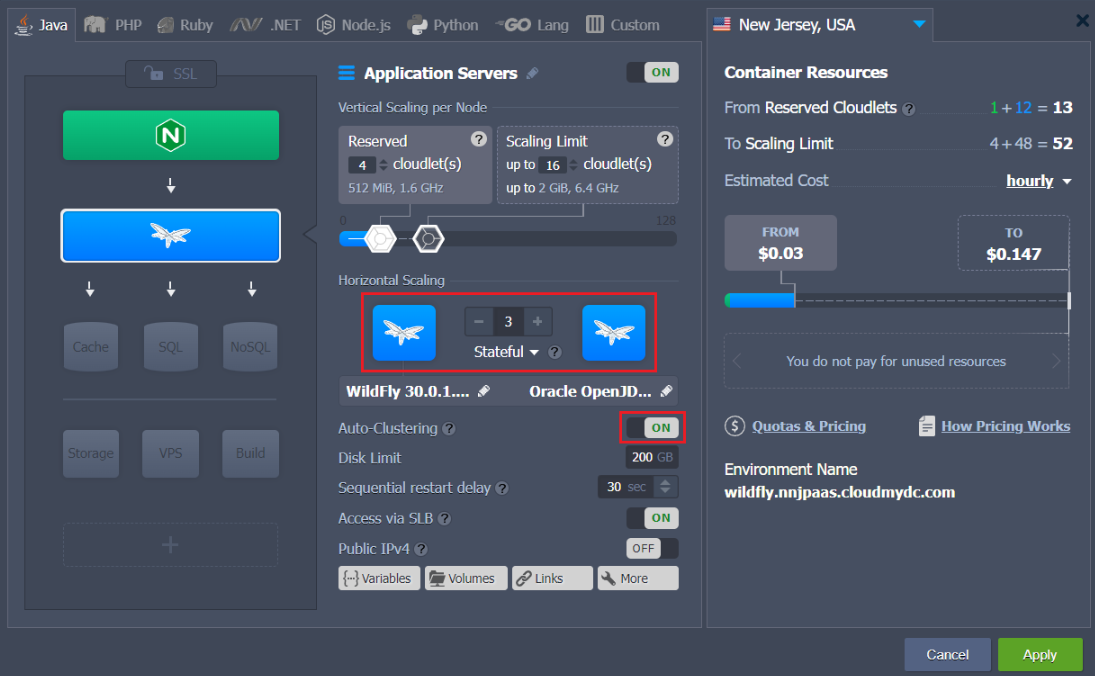 Java PHP Ruby .NET Node.js Python GO Lang Custom
SSL
N
Cache SQL NoSQL
Storage VPS Build
+
Application Servers ON
Vertical Scaling per Node
Reserved ?
4 cloudlet(s)
512 MiB, 1.6 GHz
Scaling Limit ?
up to 16 cloudlet(s)
up to 2 GiB, 6.4 GHz
0 128
Horizontal Scaling
− 3 +
Stateful ?
WildFly 30.0.1.... Oracle OpenJD...
Auto-Clustering ? ON
Disk Limit 200 GB
Sequential restart delay ? 30 sec
Access via SLB ? ON
Public IPv4 ? OFF
{...} Variables Volumes Links More
New Jersey, USA
Container Resources
From Reserved Cloudlets ? 1 + 12 = 13
To Scaling Limit 4 + 48 = 52
Estimated Cost hourly
FROM
$0.03
TO
$0.147
You do not pay for unused resources
$ Quotas & Pricing How Pricing Works
Environment Name
wildfly.nnjpaas.cloudmydc.com
Cancel Apply